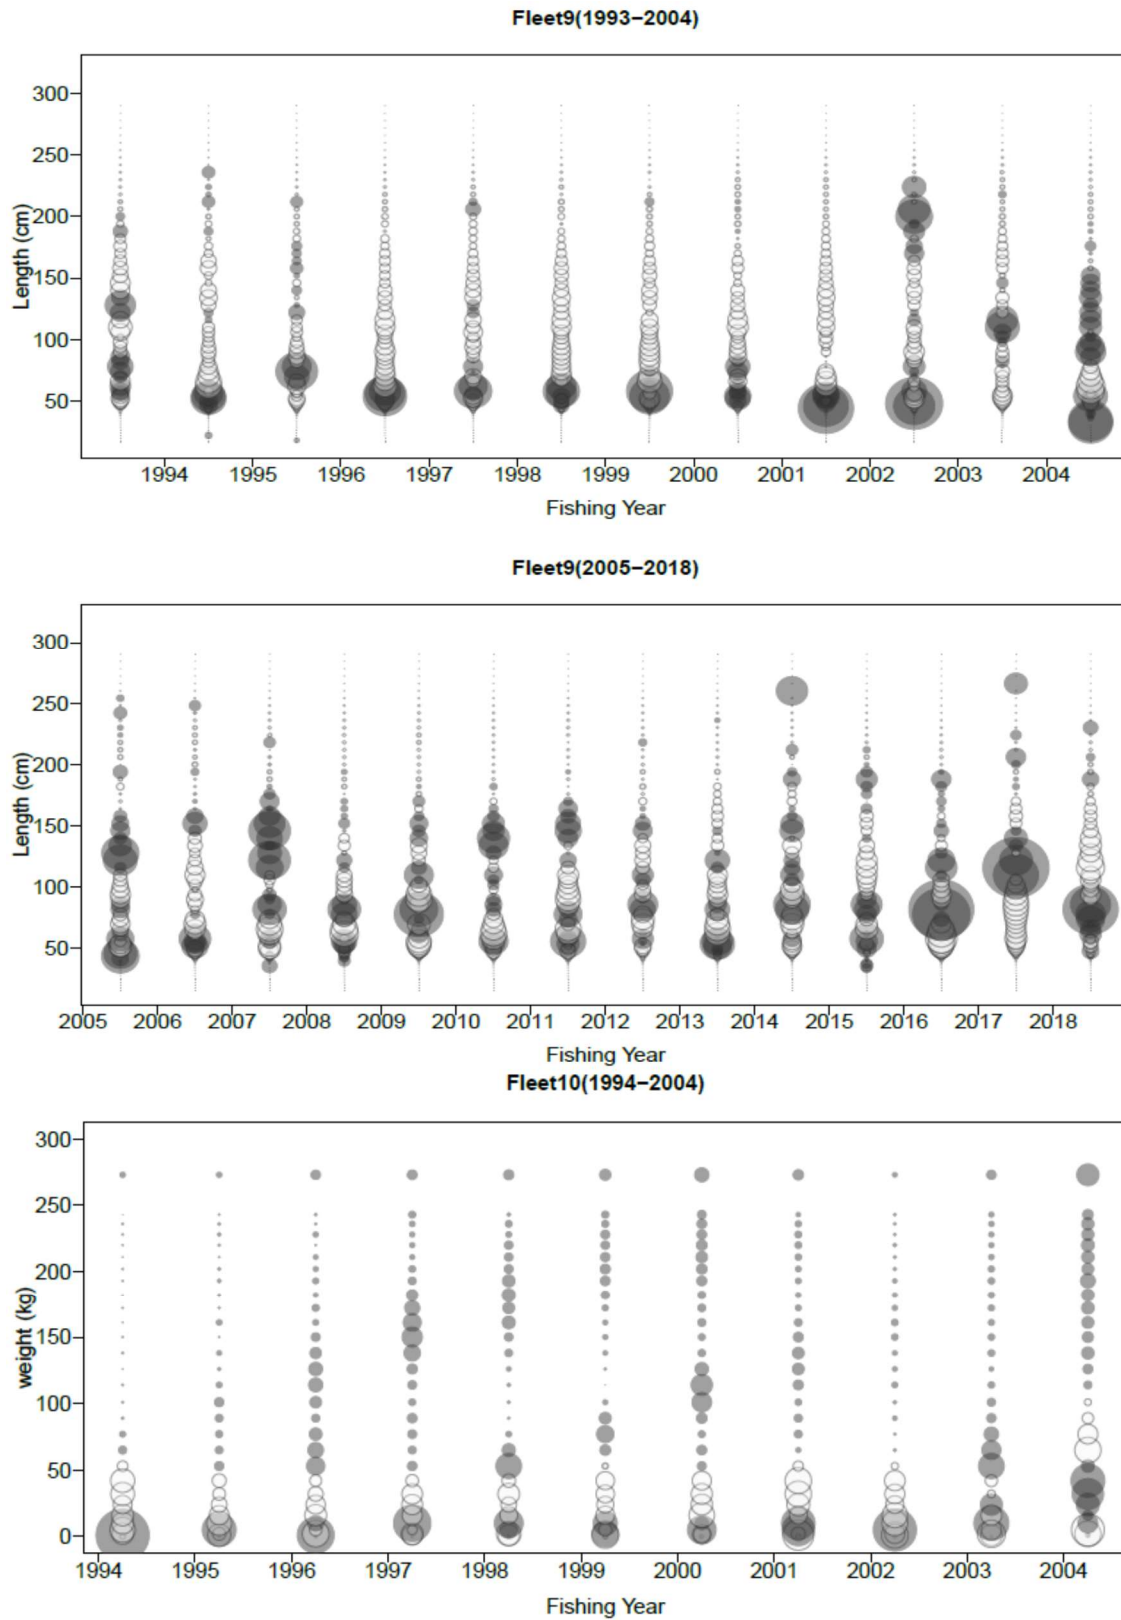 Fleet9(1993−2004)
300
250
200
150
100
50
Length (cm)
1994 1995 1996 1997 1998 1999 2000 2001 2002 2003 2004
Fishing Year
Fleet9(2005−2018)
300
250
200
150
100
50
Length (cm)
2005 2006 2007 2008 2009 2010 2011 2012 2013 2014 2015 2016 2017 2018
Fishing Year
Fleet10(1994−2004)
300
250
200
150
100
50
0
weight (kg)
1994 1995 1996 1997 1998 1999 2000 2001 2002 2003 2004
Fishing Year